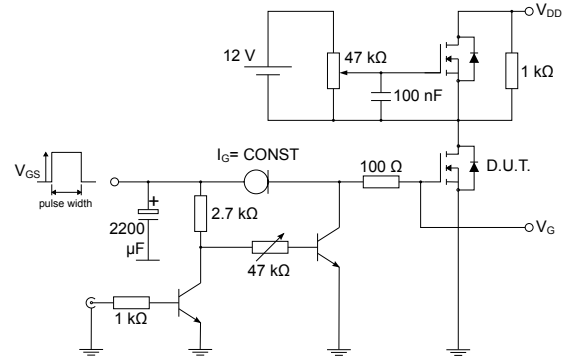 V_DD
12 V
47 kΩ
100 nF
1 kΩ
I_G= CONST
100 Ω
D.U.T.
V_GS
pulse width
+
2200
μF
2.7 kΩ
47 kΩ
V_G
1 kΩ